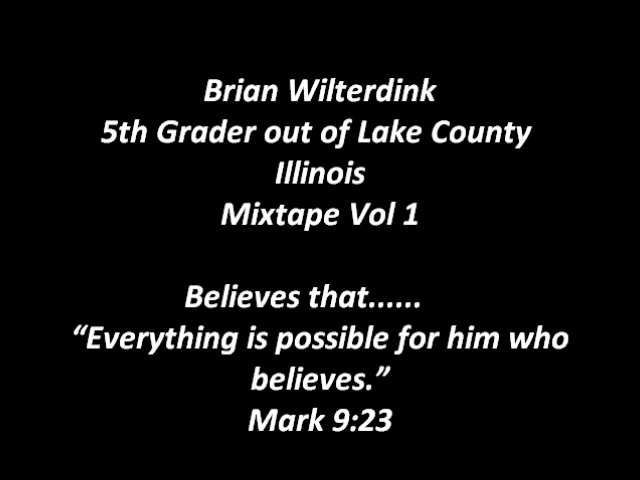 Brian Wilterdink
5th Grader out of Lake County
Illinois
Mixtape Vol 1
Believes that......
“Everything is possible for him who
believes.”
Mark 9:23